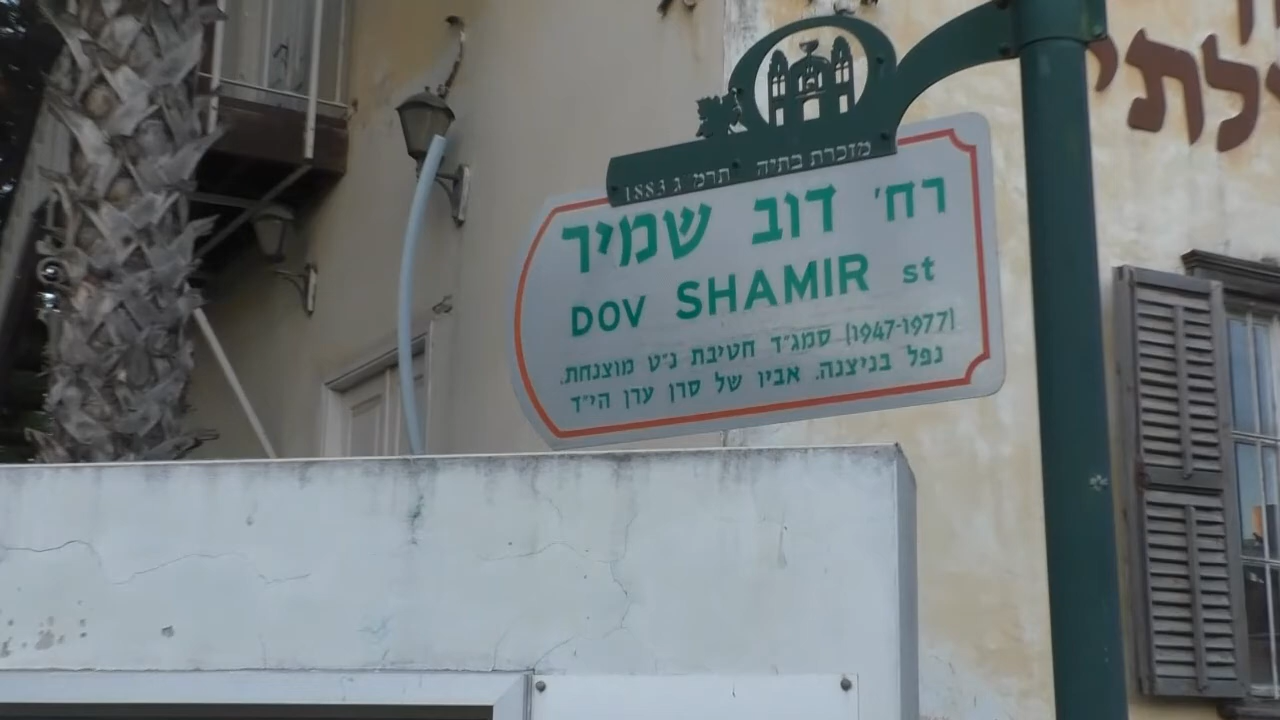 מזכרת בתיה תרמ"ג 1883
רח' דוב שמיר
DOV SHAMIR st
(1947-1977) סמג"ד חטיבת נ"ט מוצנחת.
נפל בניצנה. אביו של סרן ערן הי"ד